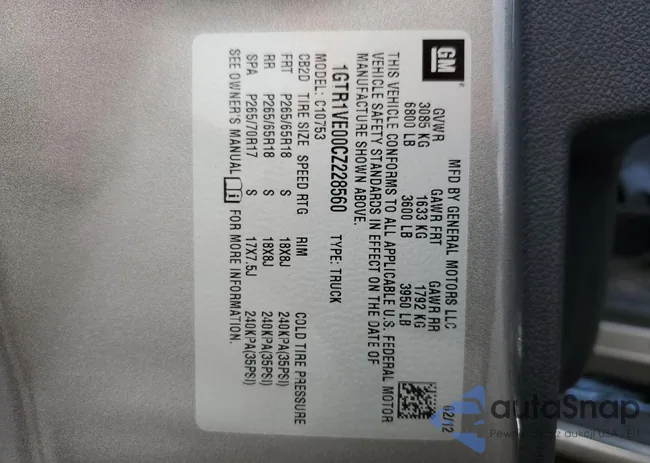 GM
MFD BY GENERAL MOTORS LLC
02/12
GVWR GAWR FRT GAWR RR
3085 KG 1633 KG 1792 KG
6800 LB 3600 LB 3950 LB
THIS VEHICLE CONFORMS TO ALL APPLICABLE U.S. FEDERAL MOTOR
VEHICLE SAFETY STANDARDS IN EFFECT ON THE DATE OF
MANUFACTURE SHOWN ABOVE.
1GTR1VE00CZ228560 TYPE: TRUCK
MODEL: C10753
CB2D TIRE SIZE SPEED RTG RIM COLD TIRE PRESSURE
FRT P265/65R18 S 18X8J 240KPA(35PSI)
RR P265/65R18 S 18X8J 240KPA(35PSI)
SPA P265/70R17 S 17X7.5J 240KPA(35PSI)
SEE OWNER'S MANUAL FOR MORE INFORMATION.
autoSnap